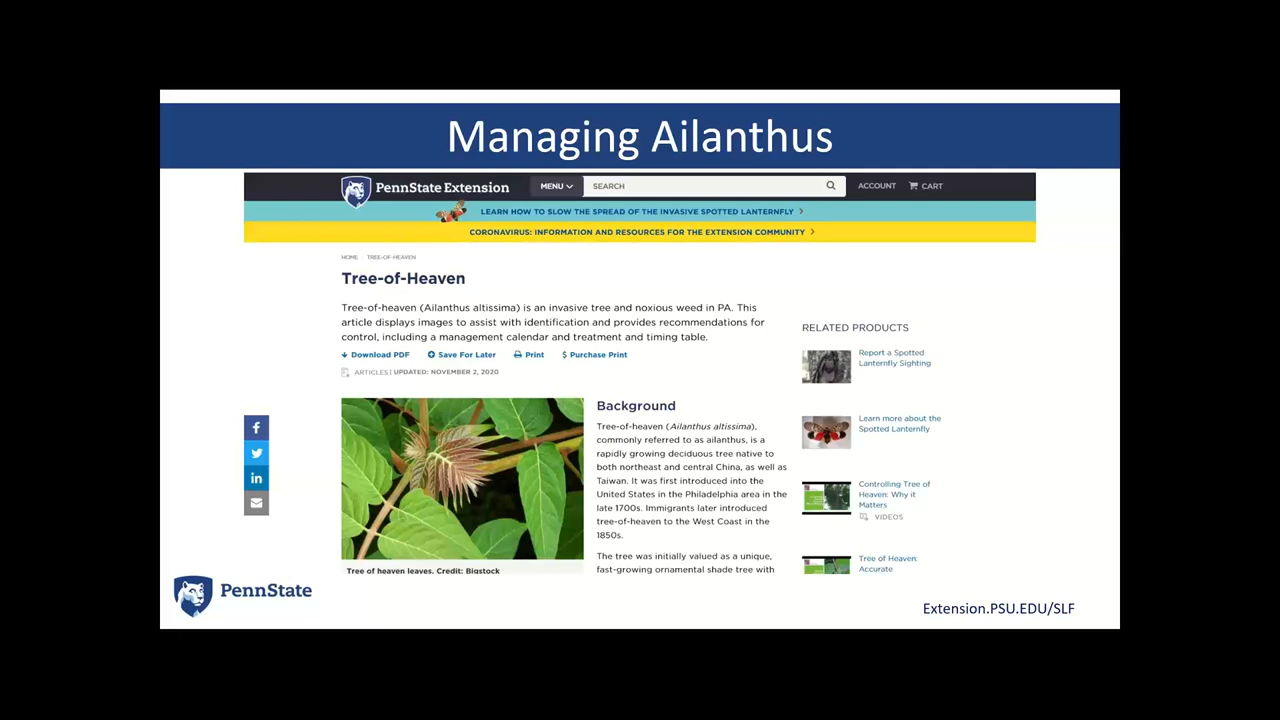 Managing Ailanthus
PennState Extension
MENU
SEARCH
ACCOUNT
CART
LEARN HOW TO SLOW THE SPREAD OF THE INVASIVE SPOTTED LANTERNFLY
CORONAVIRUS: INFORMATION AND RESOURCES FOR THE EXTENSION COMMUNITY
HOME TREE-OF-HEAVEN
Tree-of-Heaven
Tree-of-heaven (Ailanthus altissima) is an invasive tree and noxious weed in PA. This
article displays images to assist with identification and provides recommendations for
control, including a management calendar and treatment and timing table.
Download PDF Save For Later Print $ Purchase Print
ARTICLES | UPDATED: NOVEMBER 2, 2020
f
in
Tree of heaven leaves. Credit: Bigstock
Background
Tree-of-heaven (Ailanthus altissima),
commonly referred to as ailanthus, is a
rapidly growing deciduous tree native to
both northeast and central China, as well as
Taiwan. It was first introduced into the
United States in the Philadelphia area in the
late 1700s. Immigrants later introduced
tree-of-heaven to the West Coast in the
1850s.
The tree was initially valued as a unique,
fast-growing ornamental shade tree with
RELATED PRODUCTS
Report a Spotted
Lanternfly Sighting
Learn more about the
Spotted Lanternfly
Controlling Tree of
Heaven: Why it
Matters
VIDEOS
Tree of Heaven:
Accurate
PennState
Extension.PSU.EDU/SLF